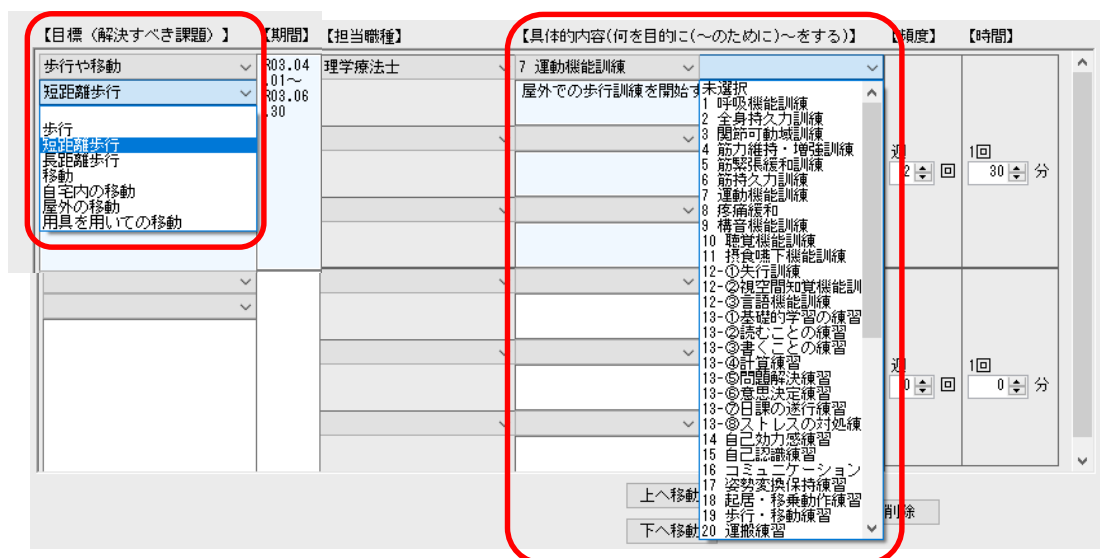 【目標（解決すべき課題）】 【期間】 【担当職種】 【具体的内容(何を目的に(～のために)～をする)】 【頻度】 【時間】
歩行や移動
短距離歩行
歩行
短距離歩行
長距離歩行
移動
自宅内の移動
屋外の移動
用具を用いての移動
R03.04
.01～
R03.06
.30
理学療法士
7 運動機能訓練
屋外での歩行訓練を開始す
未選択
1 呼吸機能訓練
2 全身持久力訓練
3 関節可動域訓練
4 筋力維持・増強訓練
5 筋緊張緩和訓練
6 筋持久力訓練
7 運動機能訓練
8 疼痛緩和
9 構音機能訓練
10 聴覚機能訓練
11 摂食嚥下機能訓練
12-①失行訓練
12-②視空間知覚機能訓
12-③言語機能訓練
13-①基礎的学習の練習
13-②読むことの練習
13-③書くことの練習
13-④計算練習
13-⑤問題解決練習
13-⑥意思決定練習
13-⑦日課の遂行練習
13-⑧ストレスの対処練
14 自己効力感練習
15 自己認識練習
16 コミュニケーション
17 姿勢変換保持練習
18 起居・移乗動作練習
19 歩行・移動練習
20 運搬練習
週
2 回
1回
30 分
週
0 回
1回
0 分
上へ移動
下へ移動
削除